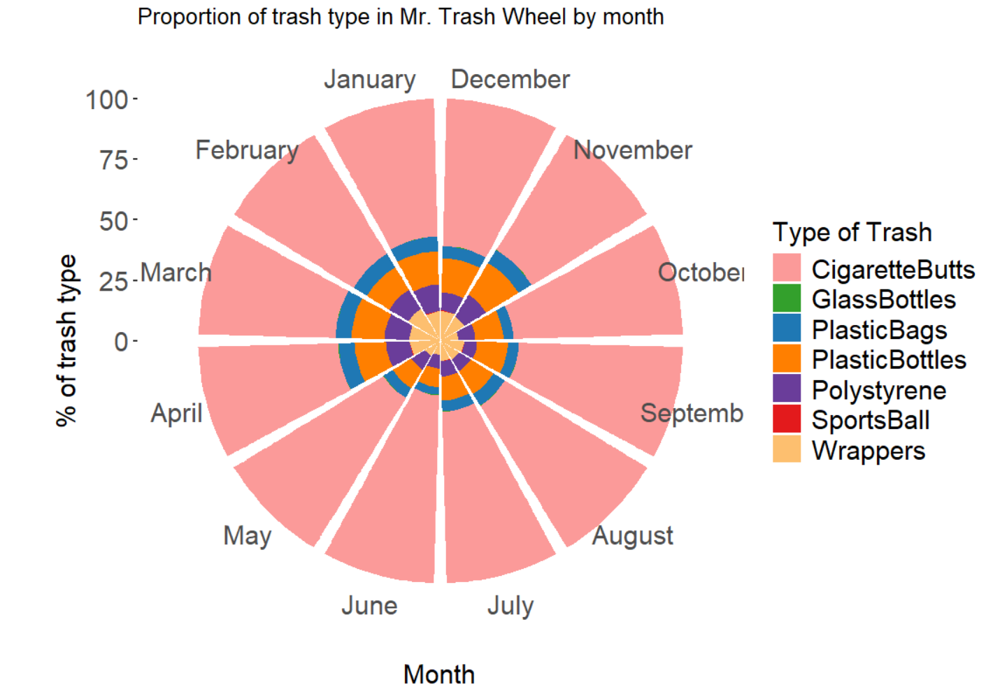 Proportion of trash type in Mr. Trash Wheel by month
January
December
100
February
75
November
50
Type of Trash
March
25
October
CigaretteButts
GlassBottles
PlasticBags
0
PlasticBottles
% of trash type
Polystyrene
April
Septemb
SportsBall
Wrappers
May
August
June
July
Month